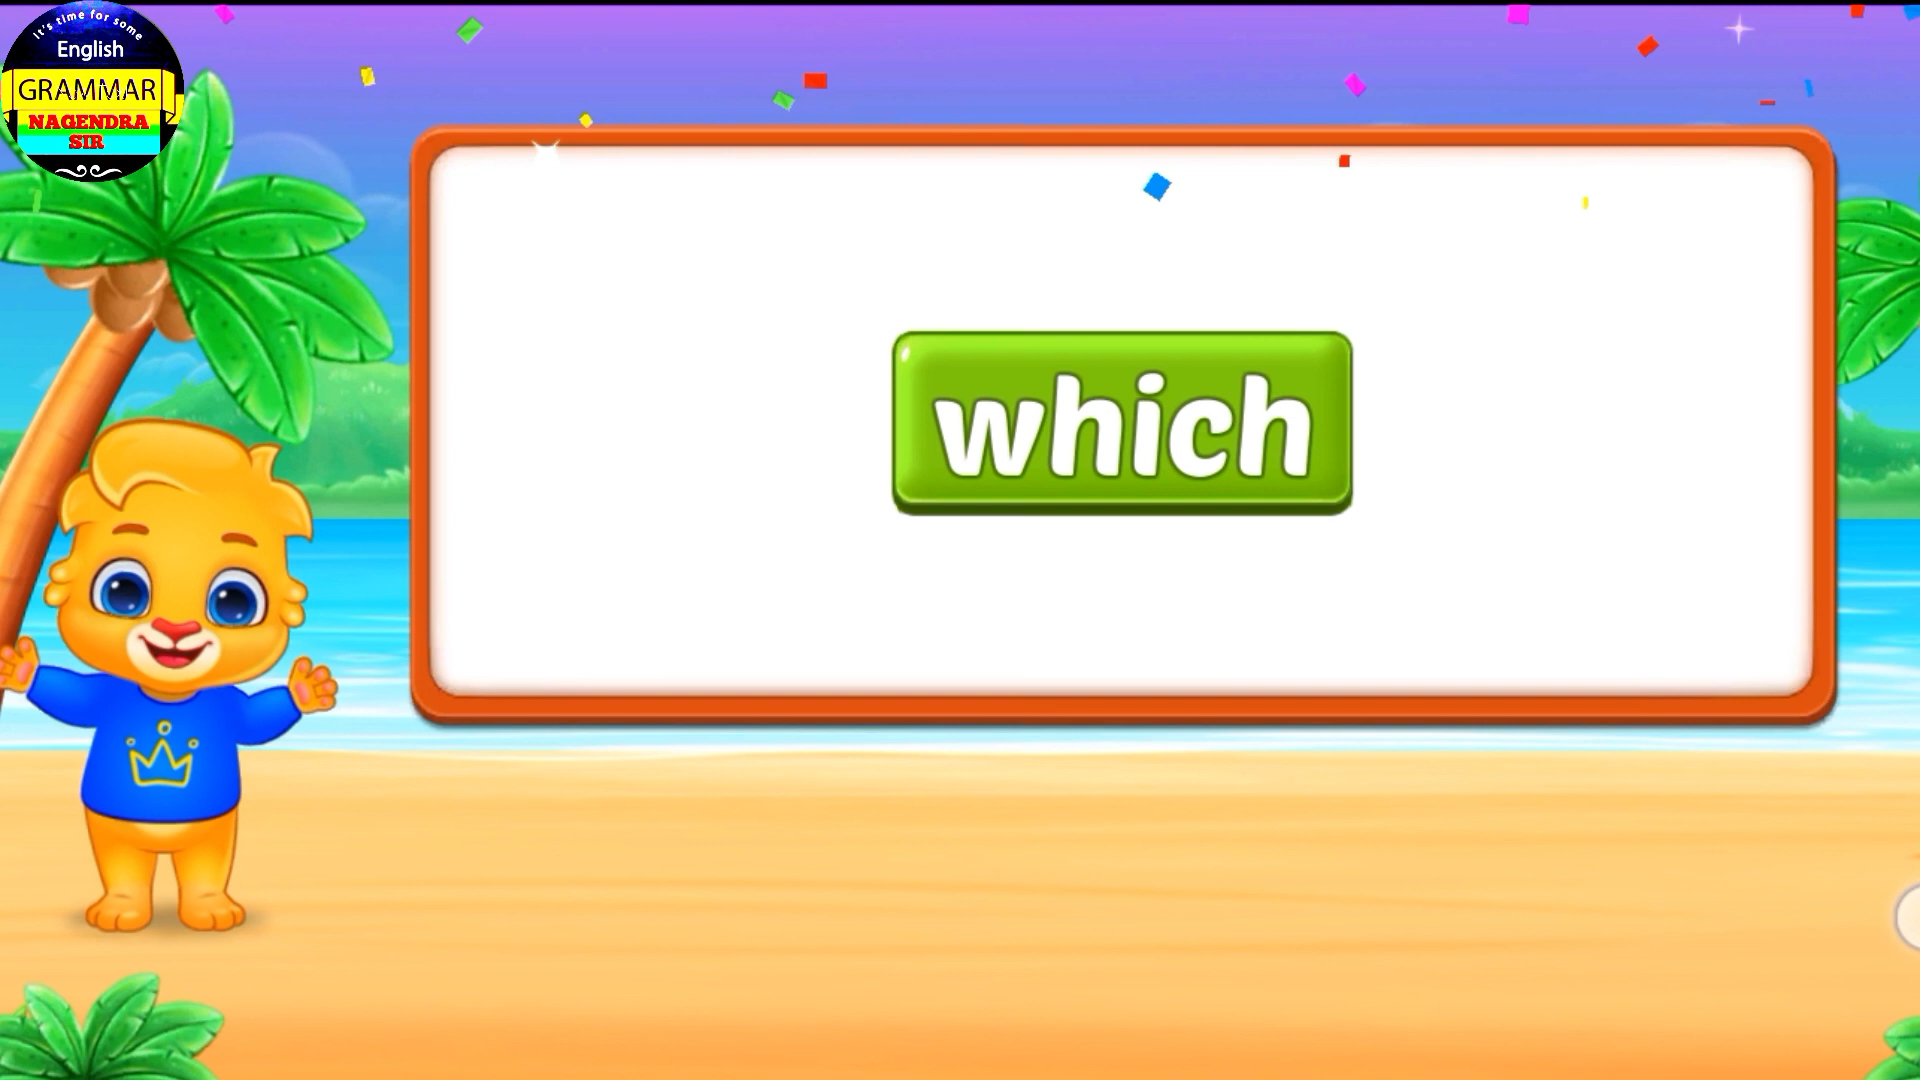 It's time for some
English
GRAMMAR
NAGENDRA
SIR
which